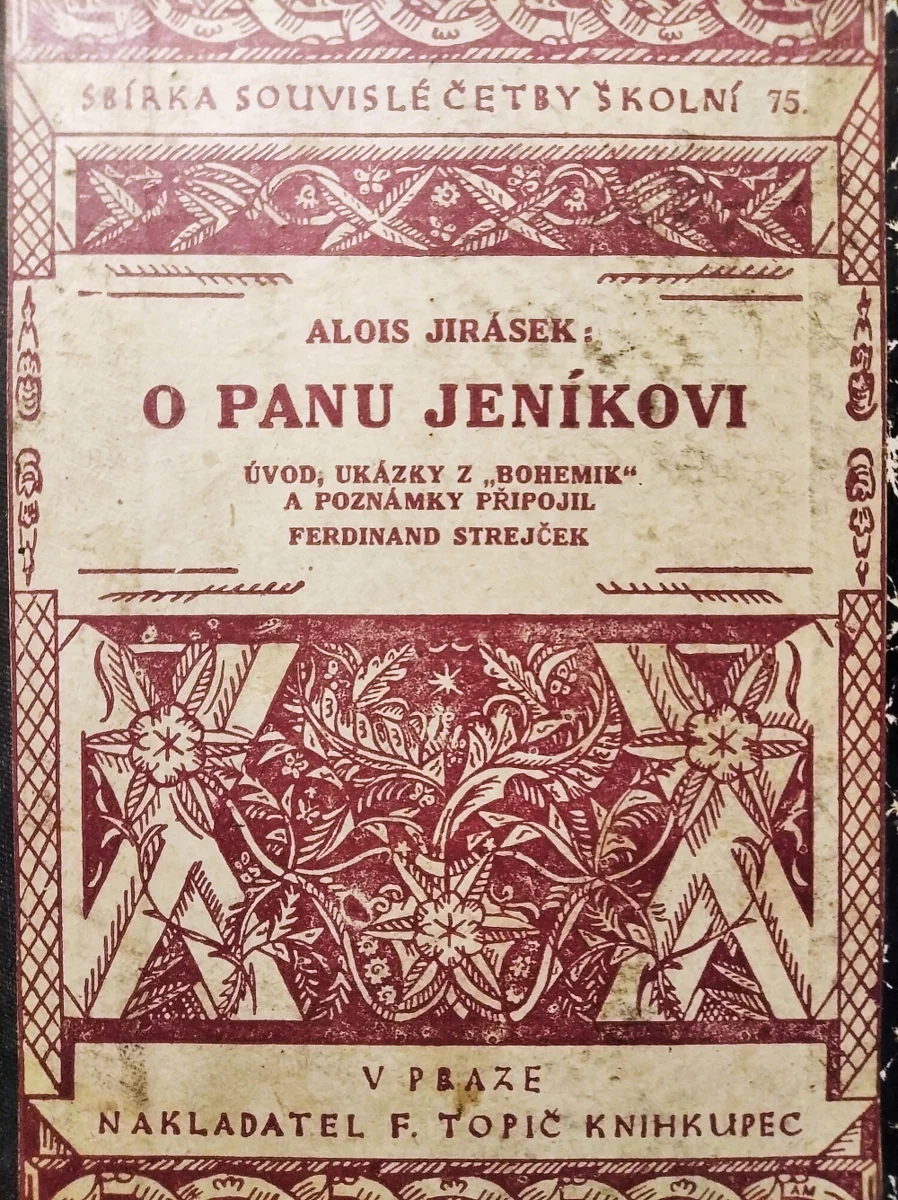 SBÍRKA SOUVISLÉ ČETBY ŠKOLNÍ 75.
ALOIS JIRÁSEK:
O PANU JENÍKOVI
ÚVOD, UKÁZKY Z „BOHEMIK“
A POZNÁMKY PŘIPOJIL
FERDINAND STREJČEK
V PRAZE
NAKLADATEL F. TOPIČ KNIHKUPEC